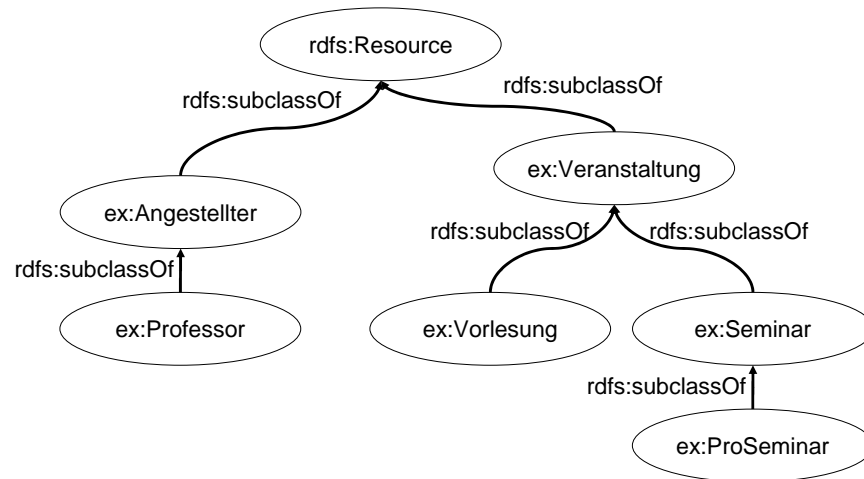 rdfs:Resource
rdfs:subclassOf
rdfs:subclassOf
ex:Veranstaltung
ex:Angestellter
rdfs:subclassOf
rdfs:subclassOf
rdfs:subclassOf
ex:Professor
ex:Vorlesung
ex:Seminar
rdfs:subclassOf
ex:ProSeminar